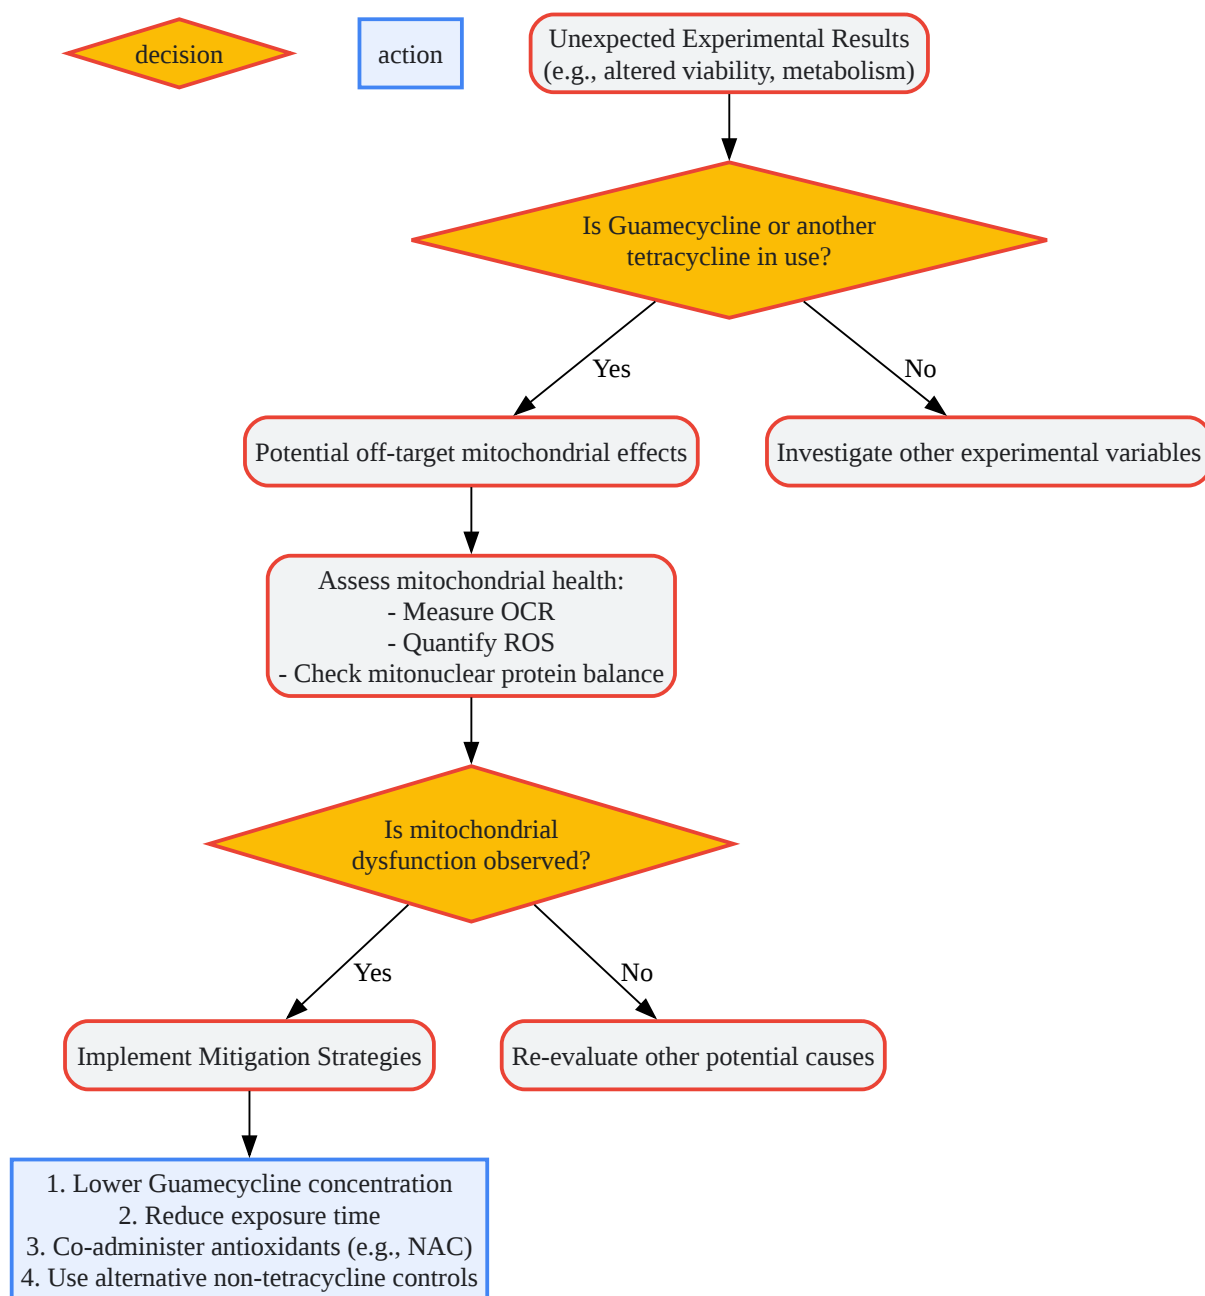 decision
action
Unexpected Experimental Results
(e.g., altered viability, metabolism)
Is Guamecycline or another
tetracycline in use?
Yes
No
Potential off-target mitochondrial effects
Investigate other experimental variables
Assess mitochondrial health:
- Measure OCR
- Quantify ROS
- Check mitonuclear protein balance
Is mitochondrial
dysfunction observed?
Yes
No
Implement Mitigation Strategies
Re-evaluate other potential causes
1. Lower Guamecycline concentration
2. Reduce exposure time
3. Co-administer antioxidants (e.g., NAC)
4. Use alternative non-tetracycline controls